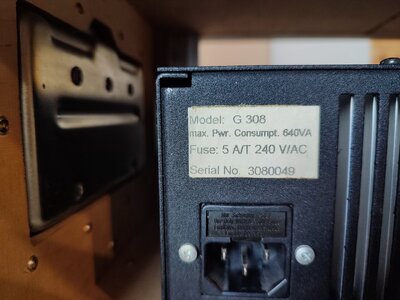 Model: G 308
max. Pwr. Consumpt. 640VA
Fuse: 5 A/T 240 V/AC
Serial No. 3080049